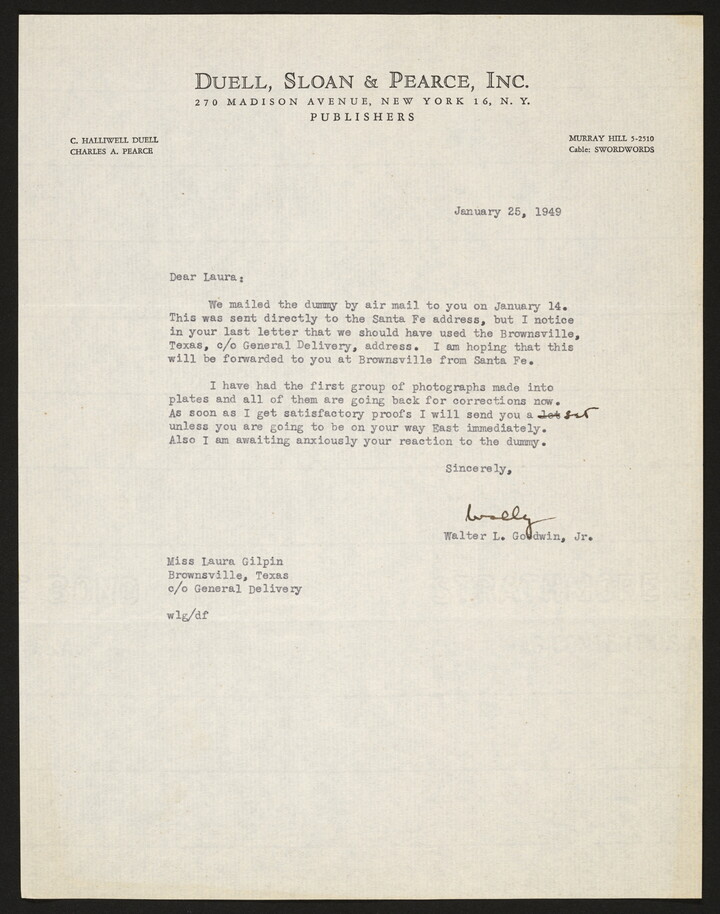 DUELL, SLOAN & PEARCE, INC.
270 MADISON AVENUE, NEW YORK 16, N. Y.
PUBLISHERS
C. HALLIWELL DUELL
CHARLES A. PEARCE
MURRAY HILL 5-2510
Cable: SWORDWORDS
January 25, 1949
Dear Laura:
We mailed the dummy by air mail to you on January 14.
This was sent directly to the Santa Fe address, but I notice
in your last letter that we should have used the Brownsville,
Texas, c/o General Delivery, address. I am hoping that this
will be forwarded to you at Brownsville from Santa Fe.
I have had the first group of photographs made into
plates and all of them are going back for corrections now.
As soon as I get satisfactory proofs I will send you a set
unless you are going to be on your way East immediately.
Also I am awaiting anxiously your reaction to the dummy.
Sincerely,
Wally
Walter L. Goodwin, Jr.
Miss Laura Gilpin
Brownsville, Texas
c/o General Delivery
wlg/df